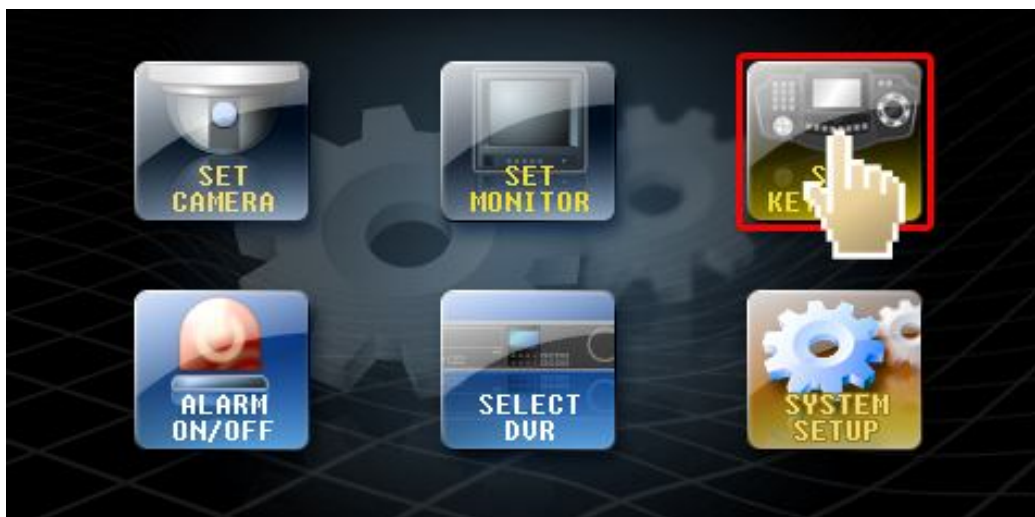 SET
CAMERA
SET
MONITOR
ALARM
ON/OFF
SELECT
DVR
SYSTEM
SETUP